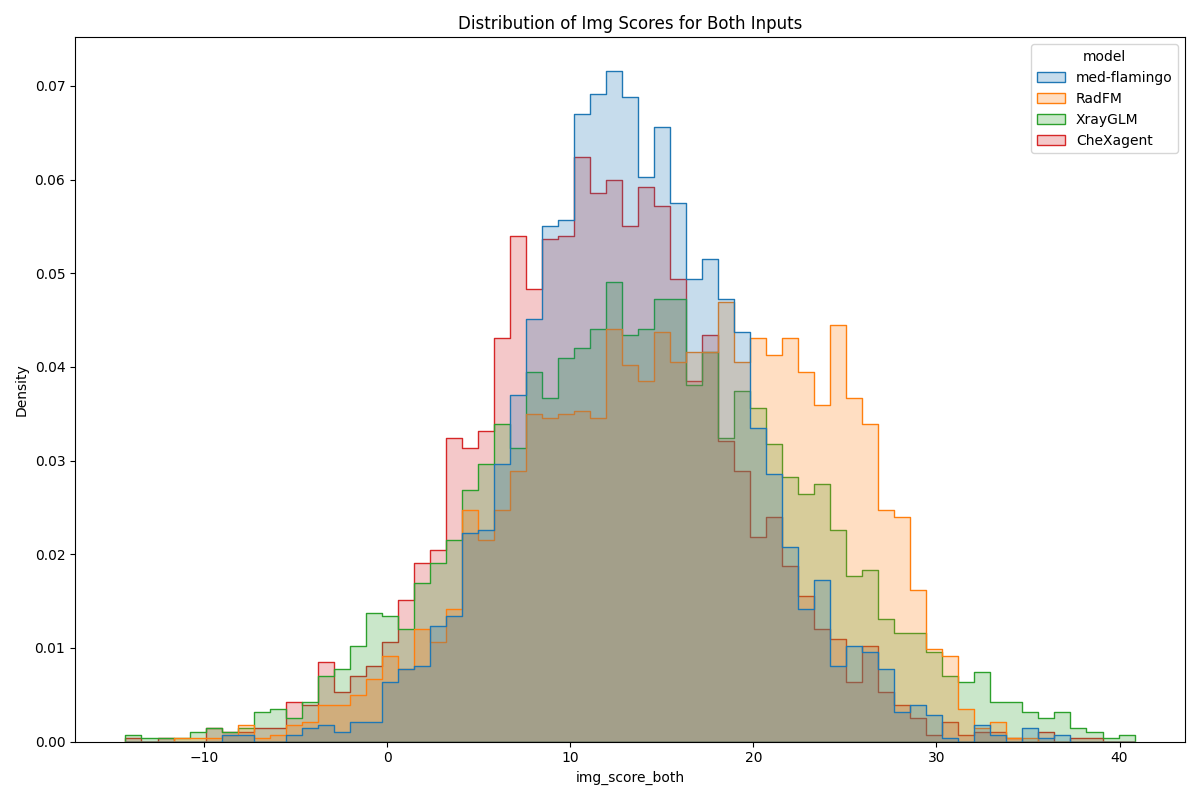 Distribution of Img Scores for Both Inputs
model
med-flamingo
RadFM
XrayGLM
CheXagent
Density
0.07
0.06
0.05
0.04
0.03
0.02
0.01
0.00
−10
0
10
20
30
40
img_score_both